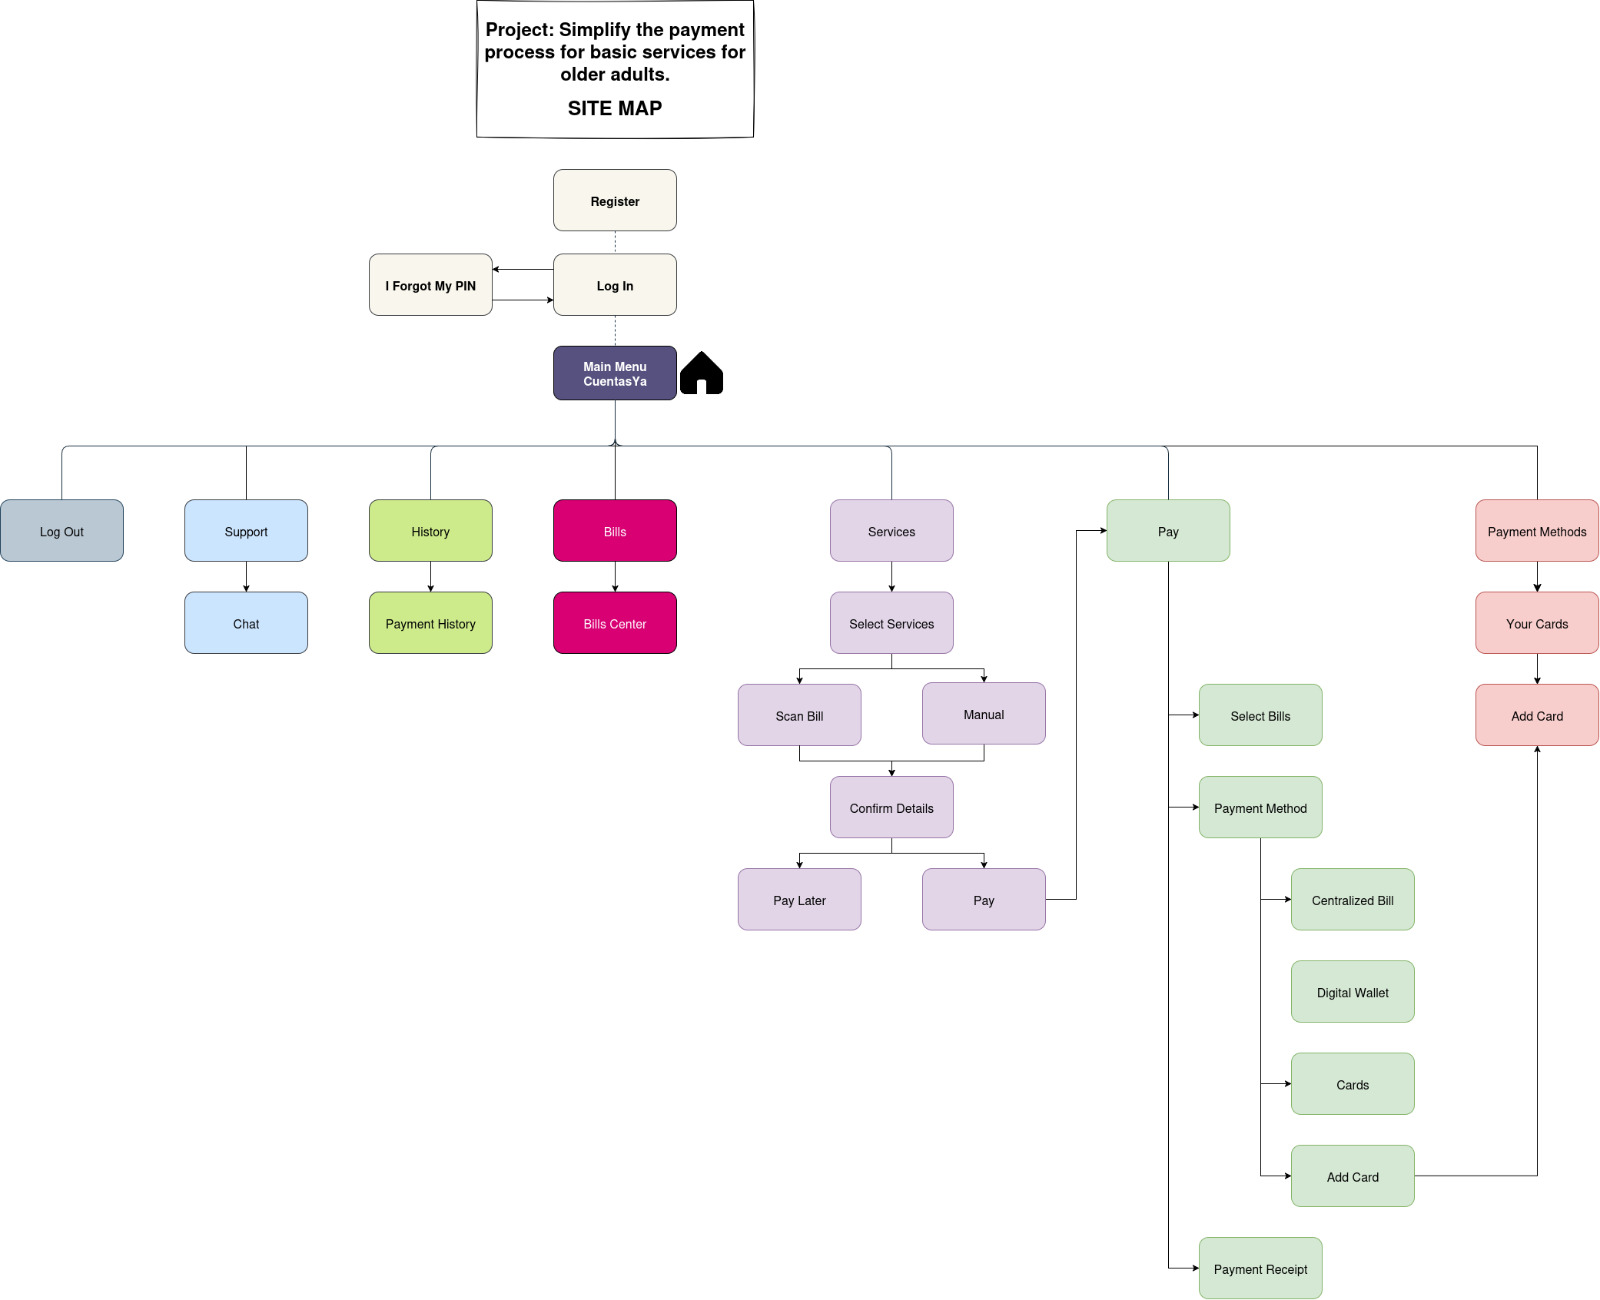 Project: Simplify the payment
process for basic services for
older adults.
SITE MAP
Register
I Forgot My PIN
Log In
Main Menu
CuentasYa
Log Out
Support
History
Bills
Services
Pay
Payment Methods
Chat
Payment History
Bills Center
Select Services
Your Cards
Scan Bill
Manual
Select Bills
Add Card
Confirm Details
Payment Method
Pay Later
Pay
Centralized Bill
Digital Wallet
Cards
Add Card
Payment Receipt